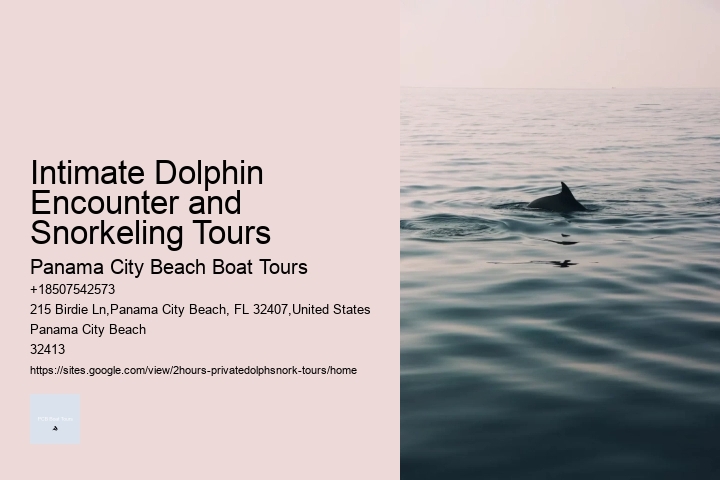 Intimate Dolphin
Encounter and
Snorkeling Tours
Panama City Beach Boat Tours
+18507542573
215 Birdie Ln,Panama City Beach, FL 32407,United States
Panama City Beach
32413
https://sites.google.com/view/2hours-privatedolphsnork-tours/home